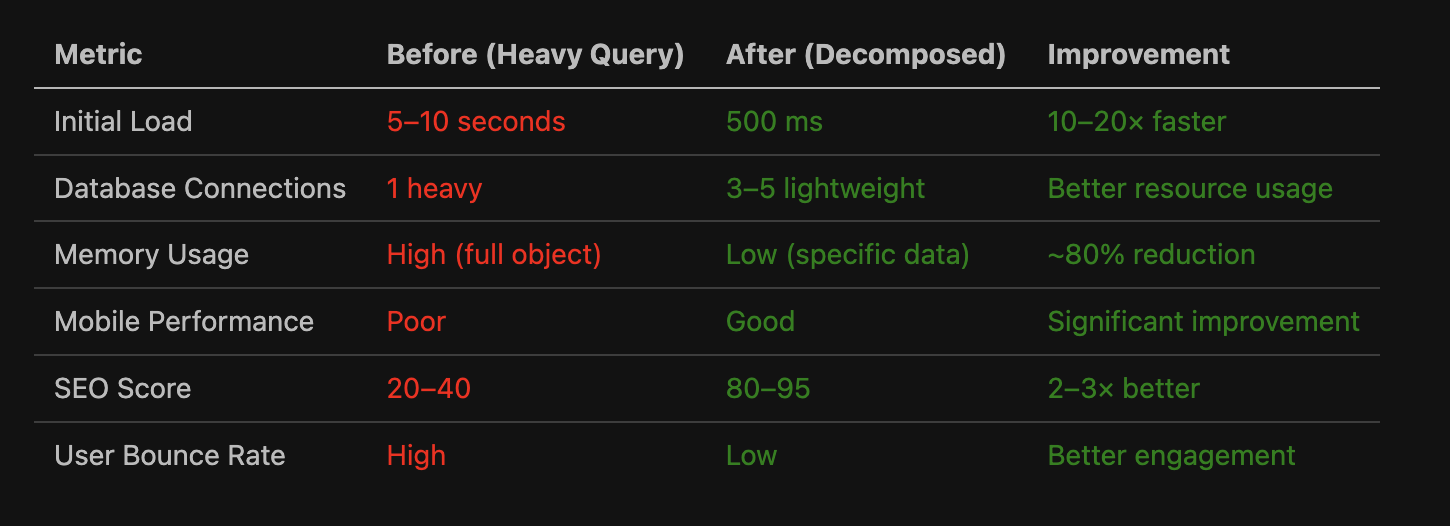 Metric Before (Heavy Query) After (Decomposed) Improvement
Initial Load 5–10 seconds 500 ms 10–20× faster
Database Connections 1 heavy 3–5 lightweight Better resource usage
Memory Usage High (full object) Low (specific data) ~80% reduction
Mobile Performance Poor Good Significant improvement
SEO Score 20–40 80–95 2–3× better
User Bounce Rate High Low Better engagement